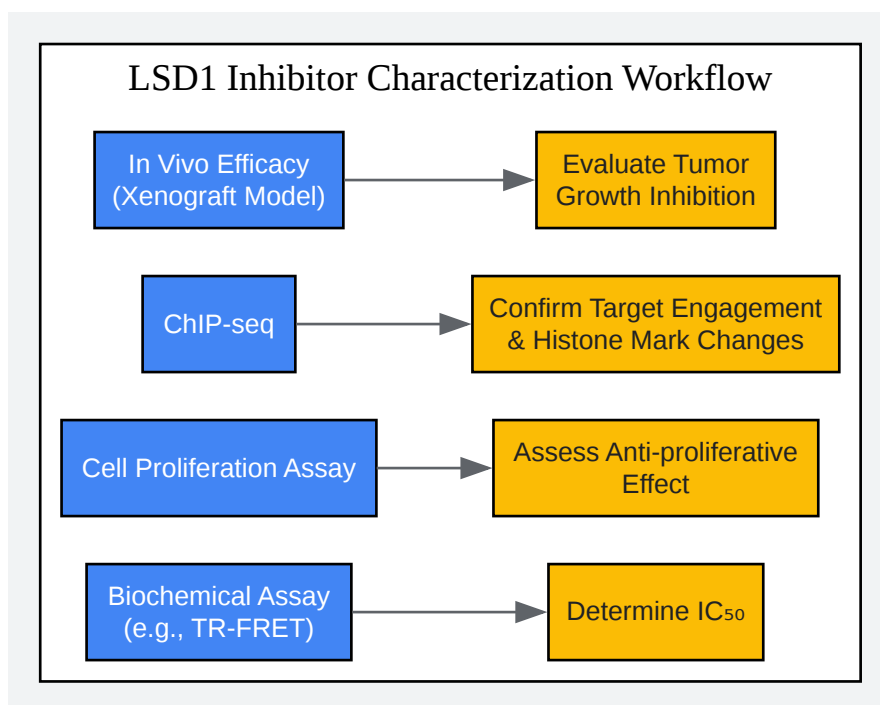 LSD1 Inhibitor Characterization Workflow
In Vivo Efficacy
(Xenograft Model)
Evaluate Tumor
Growth Inhibition
ChIP-seq
Confirm Target Engagement
& Histone Mark Changes
Cell Proliferation Assay
Assess Anti-proliferative
Effect
Biochemical Assay
(e.g., TR-FRET)
Determine IC₅₀